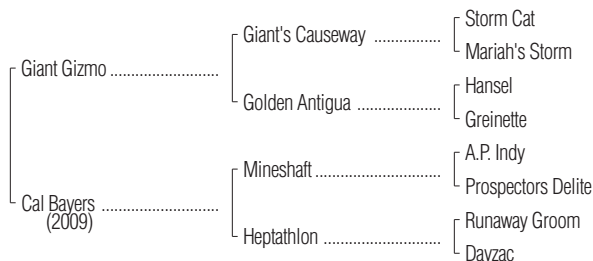 Storm Cat
Giant's Causeway
Mariah's Storm
Giant Gizmo
Hansel
Golden Antigua
Greinette
A.P. Indy
Mineshaft
Prospectors Delite
Cal Bayers
(2009)
Runaway Groom
Heptathlon
Davzac